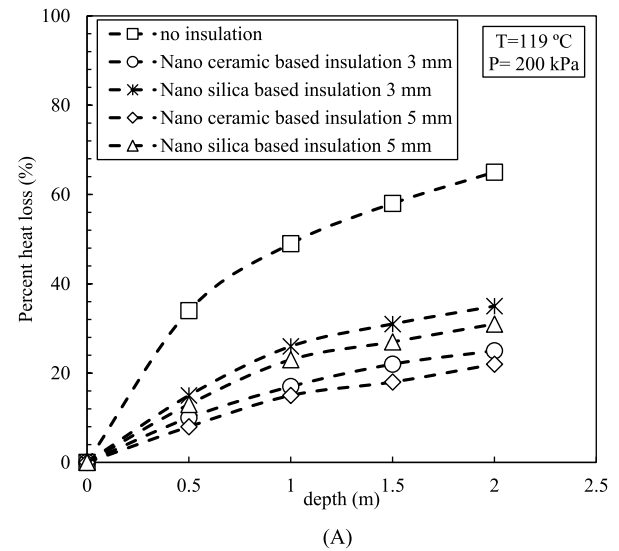 100
80
60
40
20
0
Percent heat loss (%)
no insulation
Nano ceramic based insulation 3 mm
Nano silica based insulation 3 mm
Nano ceramic based insulation 5 mm
Nano silica based insulation 5 mm
T=119 ºC
P= 200 kPa
0 0.5 1 1.5 2 2.5
depth (m)
(A)